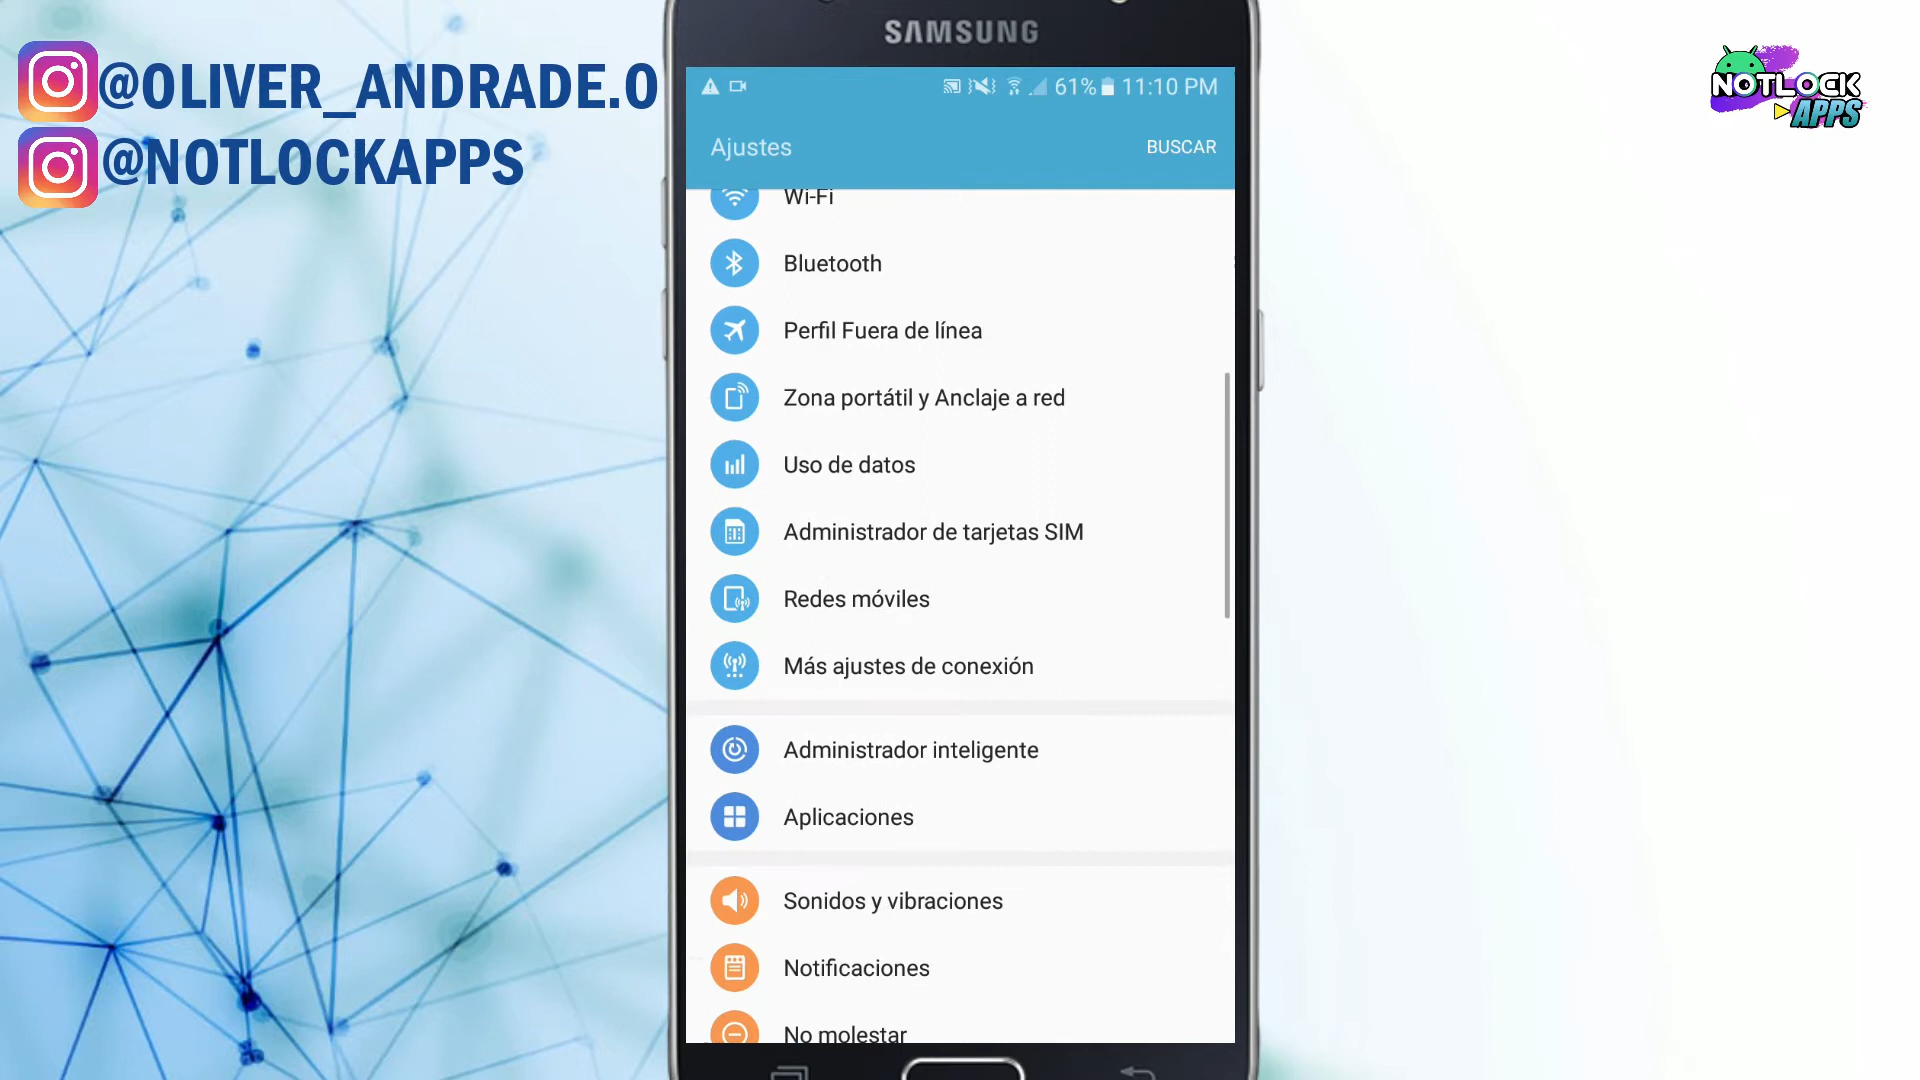 @OLIVER_ANDRADE.O
@NOTLOCKAPPS
SAMSUNG
61% 11:10 PM
Ajustes
BUSCAR
Wi-Fi
Bluetooth
Perfil Fuera de línea
Zona portátil y Anclaje a red
Uso de datos
Administrador de tarjetas SIM
Redes móviles
Más ajustes de conexión
Administrador inteligente
Aplicaciones
Sonidos y vibraciones
Notificaciones
No molestar
NOTLOCK
APPS